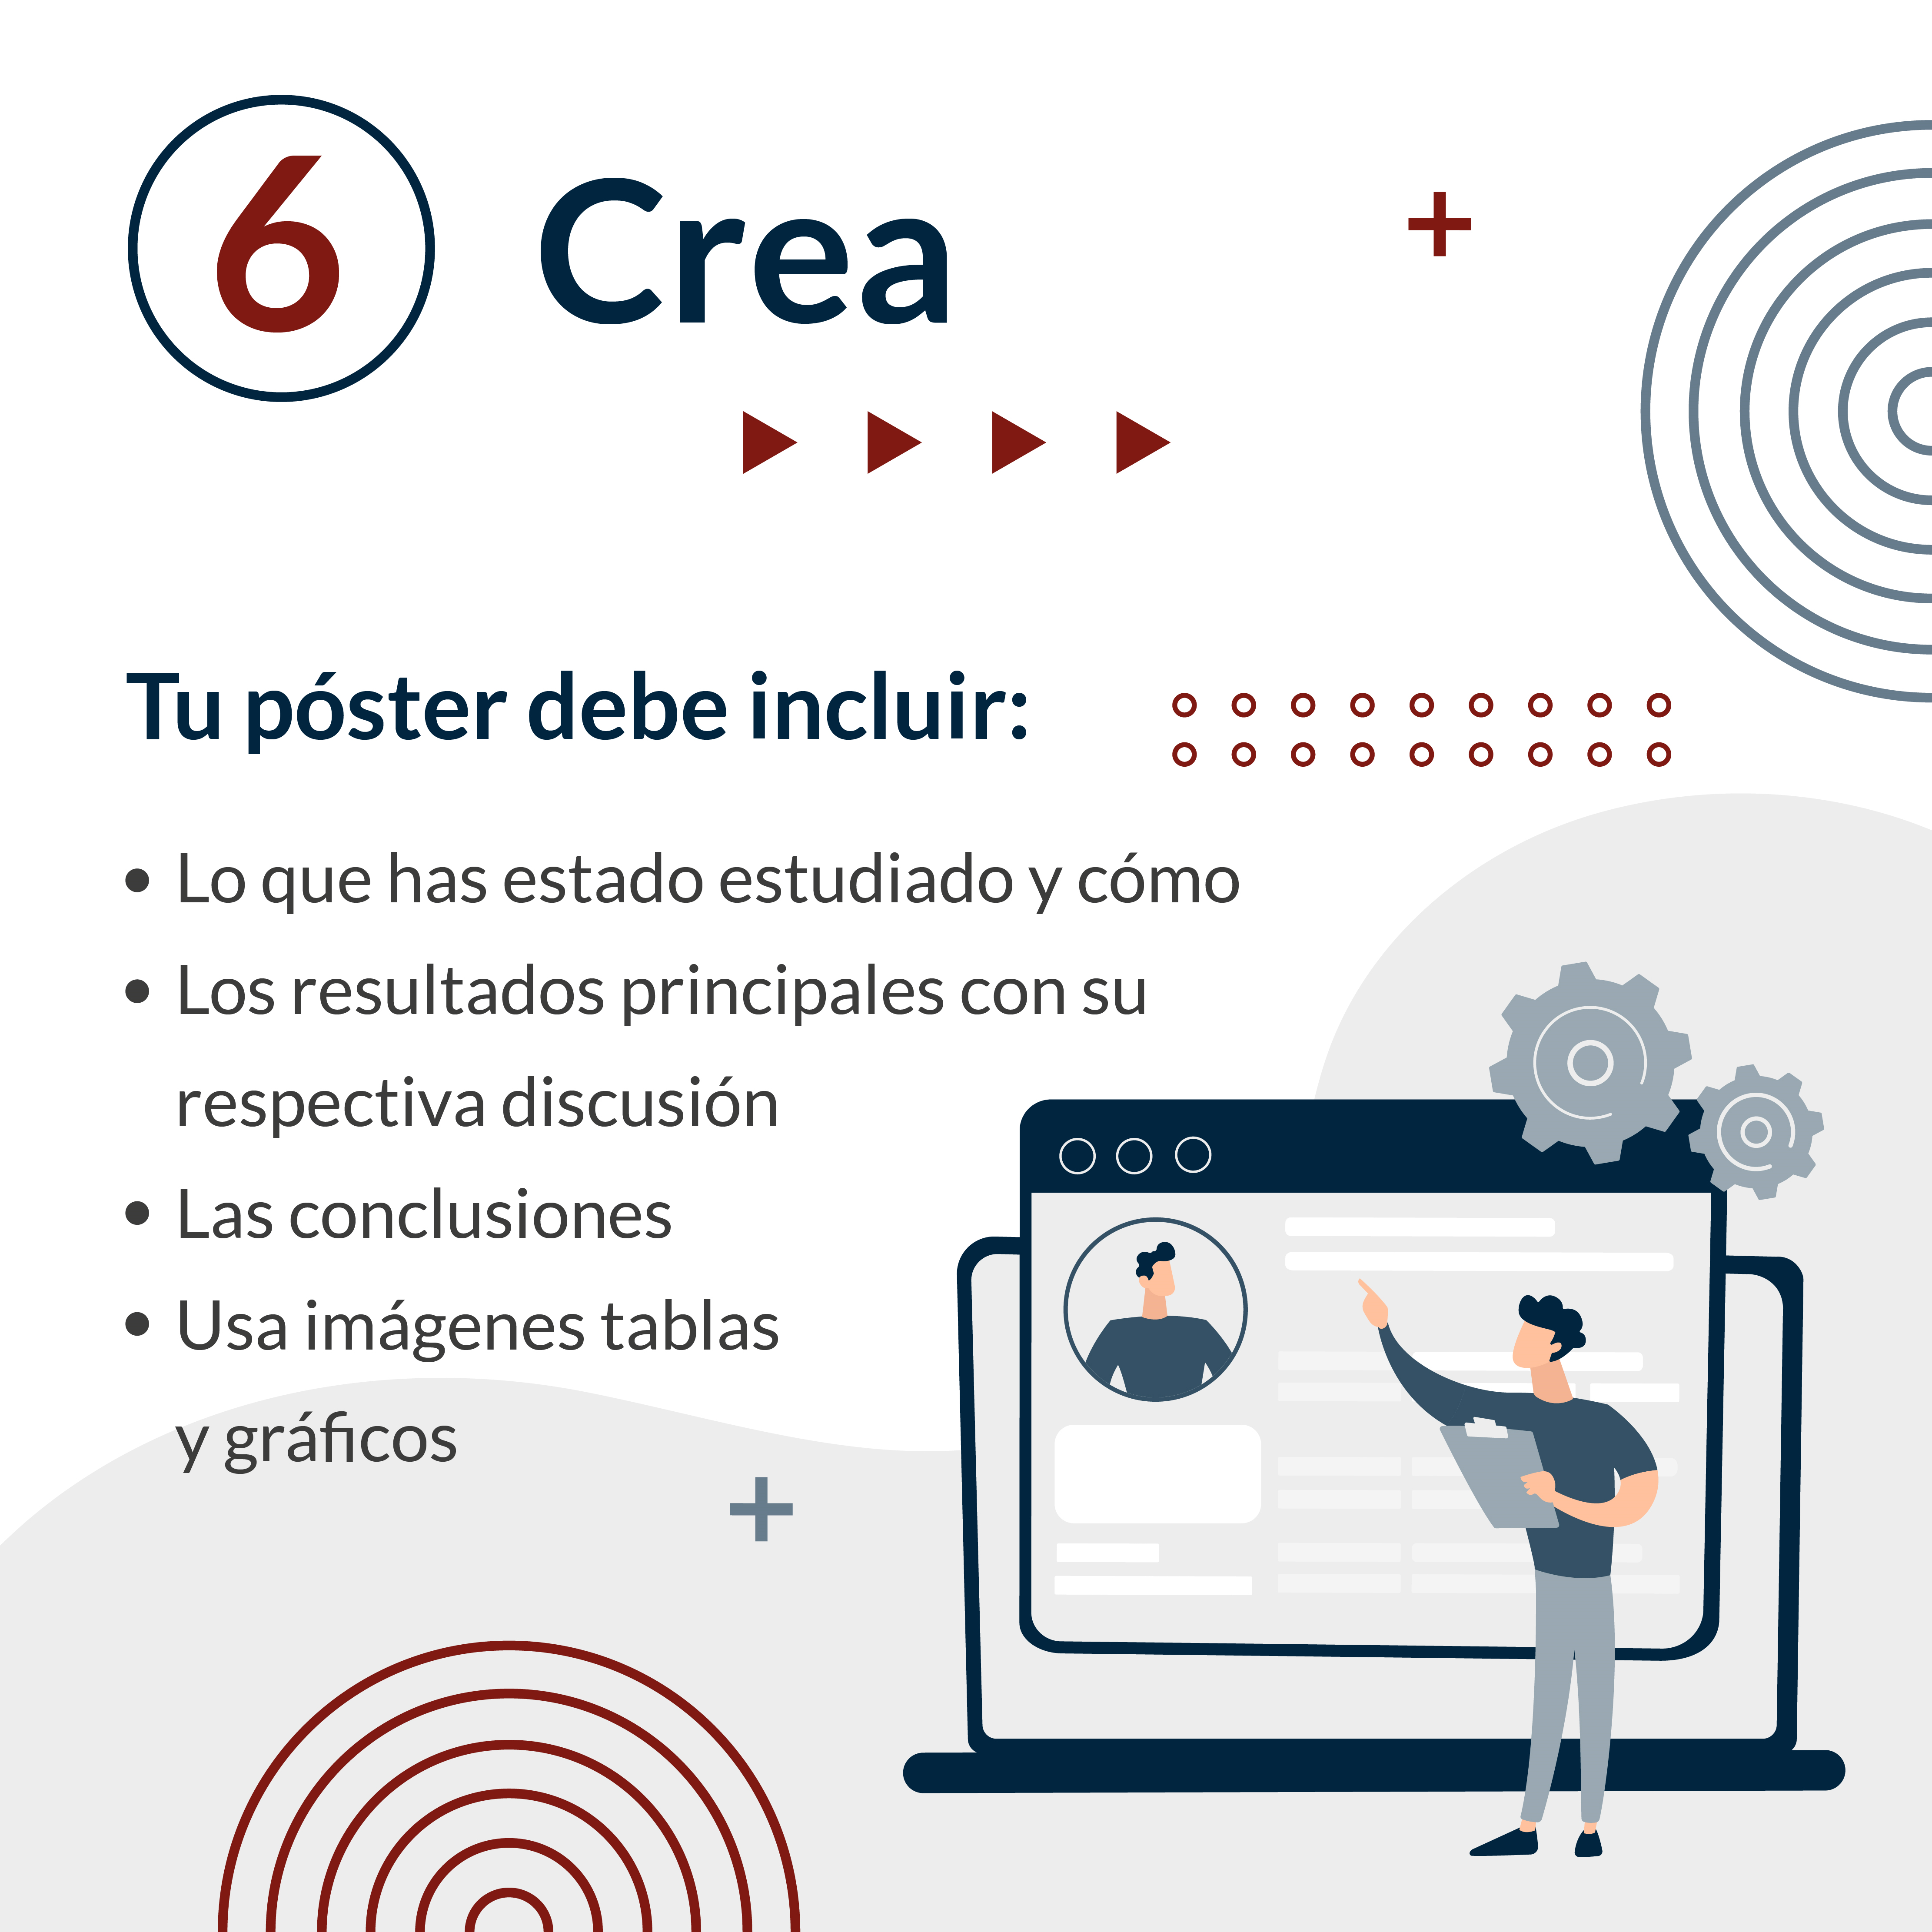 6 Crea
Tu póster debe incluir:
• Lo que has estado estudiado y cómo
• Los resultados principales con su
respectiva discusión
• Las conclusiones
• Usa imágenes tablas
y gráficos